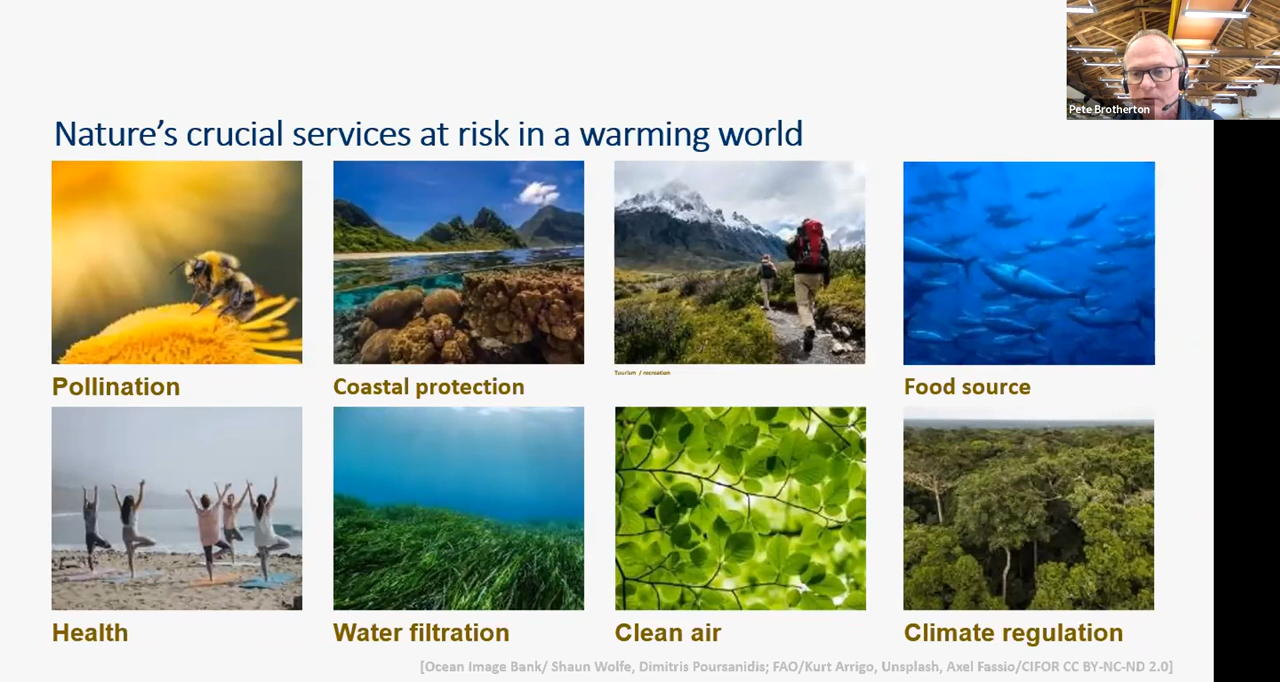 Pete Brotherton
Nature’s crucial services at risk in a warming world
Pollination
Coastal protection
Tourism / recreation
Food source
Health
Water filtration
Clean air
Climate regulation
[Ocean Image Bank/ Shaun Wolfe, Dimitris Poursanidis; FAO/Kurt Arrigo, Unsplash, Axel Fassio/CIFOR CC BY-NC-ND 2.0]